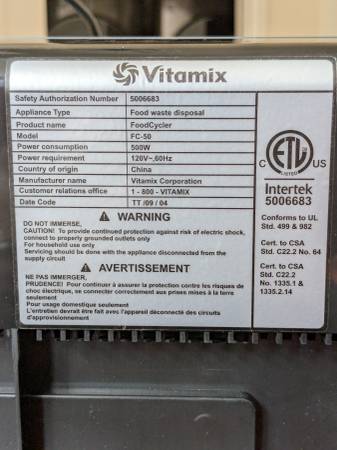 Vitamix
Safety Authorization Number 5006683
Appliance Type Food waste disposal
Product name FoodCycler
Model FC-50
Power consumption 500W
Power requirement 120V~,60Hz
Country of origin China
Manufacturer name Vitamix Corporation
Customer relations office 1 - 800 - VITAMIX
Date Code TT /09 / 04
WARNING
DO NOT IMMERSE,
CAUTION! To provide continued protection against risk of electric shock,
connect to properly grounded outlets only
For household use only
Servicing should be done with the appliance disconnected from the
supply circuit
AVERTISSEMENT
NE PAS IMMERGER,
PRUDENCE! Pour continuer à assurer la protection contre les risques de
choc électrique, se connecter correctement aux prises mises à la terre
seulement
Pour usage domestique seulement
L'entretien devrait être fait avec l'appareil déconnecté des circuits
d'approvisionnement
C ETL US
Intertek
5006683
Conforms to UL
Std. 499 & 982
Cert. to CSA
Std. C22.2 No. 64
Cert. to CSA
Std. C22.2
No. 1335.1 &
1335.2.14